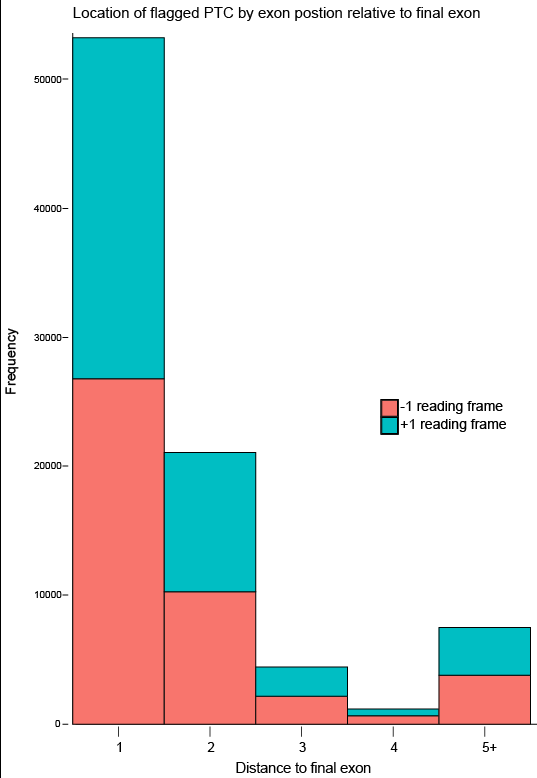 Location of flagged PTC by exon postion relative to final exon
50000
40000
30000
20000
10000
0
Frequency
-1 reading frame
+1 reading frame
1 2 3 4 5+
Distance to final exon